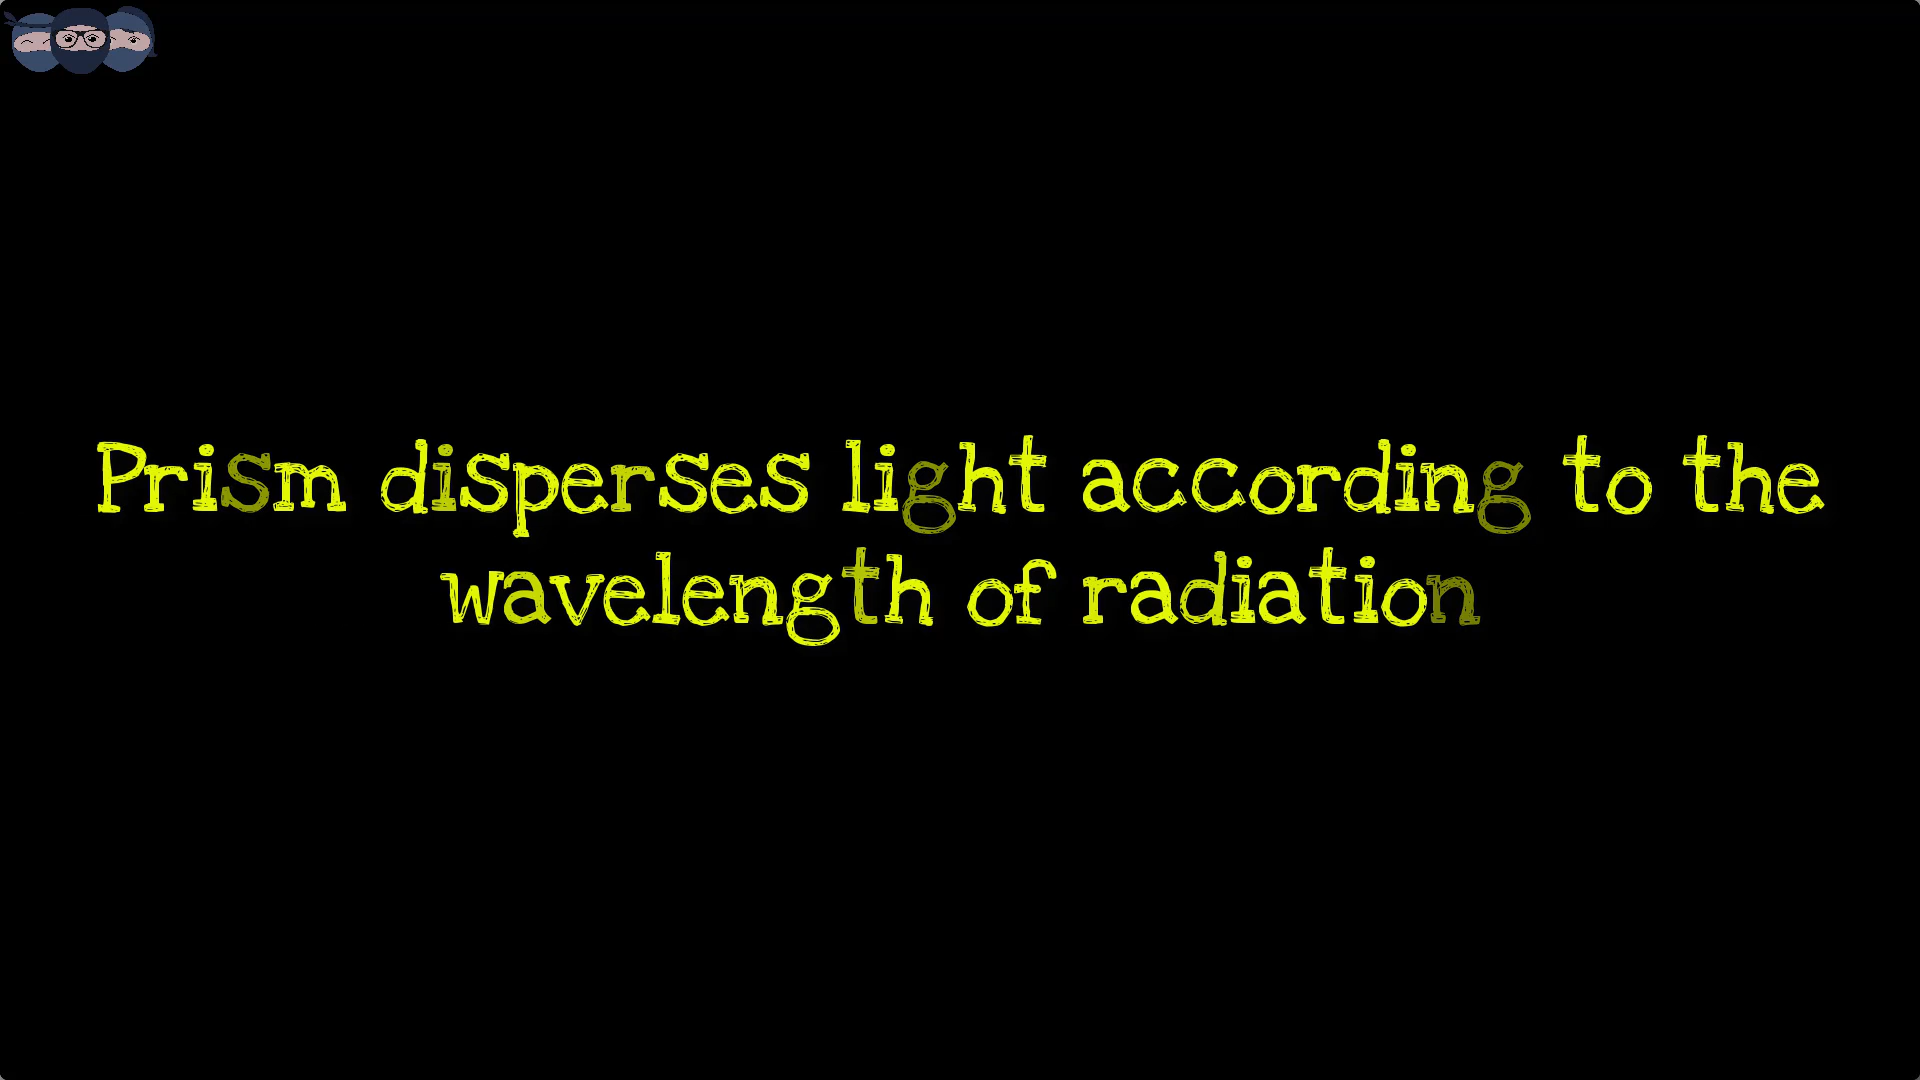 Prism disperses light according to the
wavelength of radiation